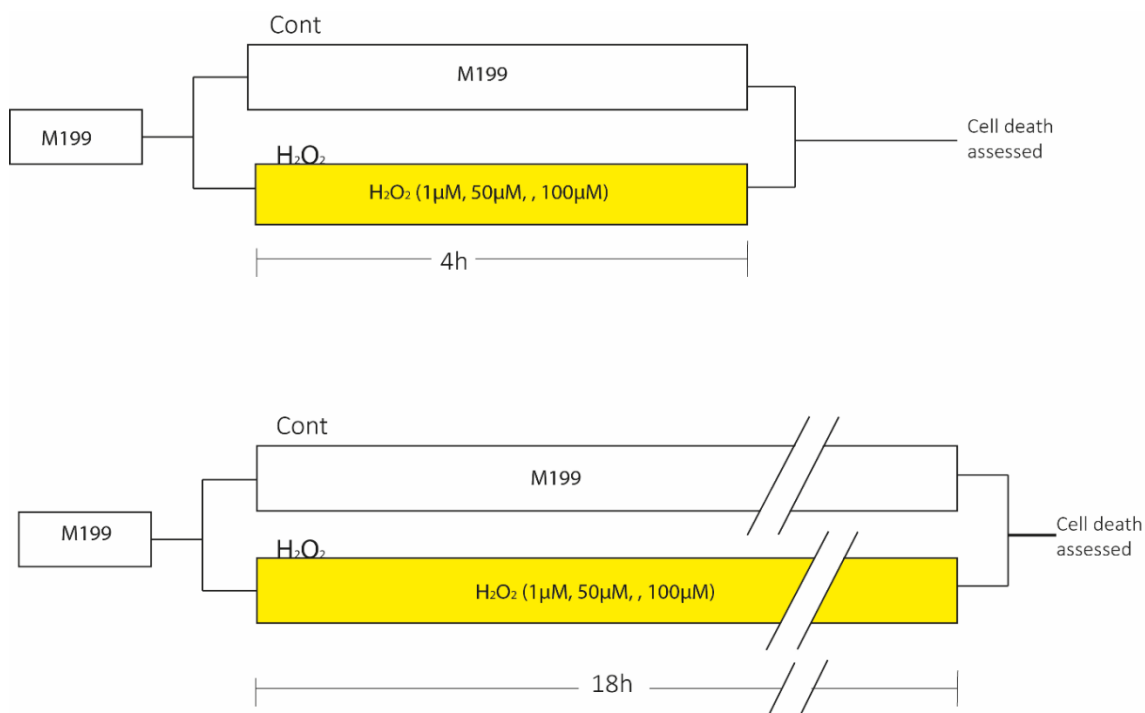 Cont
M199
M199
H₂O₂
H₂O₂ (1µM, 50µM, , 100µM)
Cell death
assessed
4h
Cont
M199
M199
H₂O₂
H₂O₂ (1µM, 50µM, , 100µM)
Cell death
assessed
18h